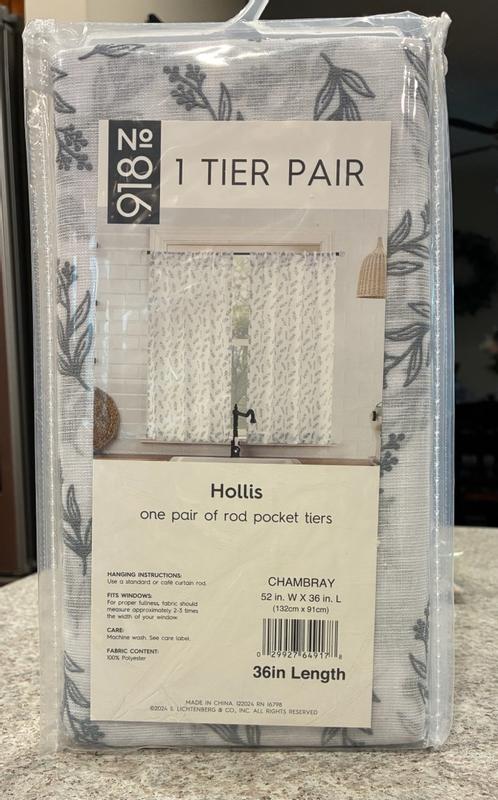 No 918
1 TIER PAIR
Hollis
one pair of rod pocket tiers
HANGING INSTRUCTIONS:
Use a standard or café curtain rod.
FITS WINDOWS:
For proper fullness, fabric should
measure approximately 2-3 times
the width of your window.
CARE:
Machine wash. See care label.
FABRIC CONTENT:
100% Polyester
CHAMBRAY
52 in. W X 36 in. L
(132cm x 91cm)
0 29927 64917 8
36in Length
MADE IN CHINA. 122024 RN 16798
©2024 S. LICHTENBERG & CO., INC. ALL RIGHTS RESERVED